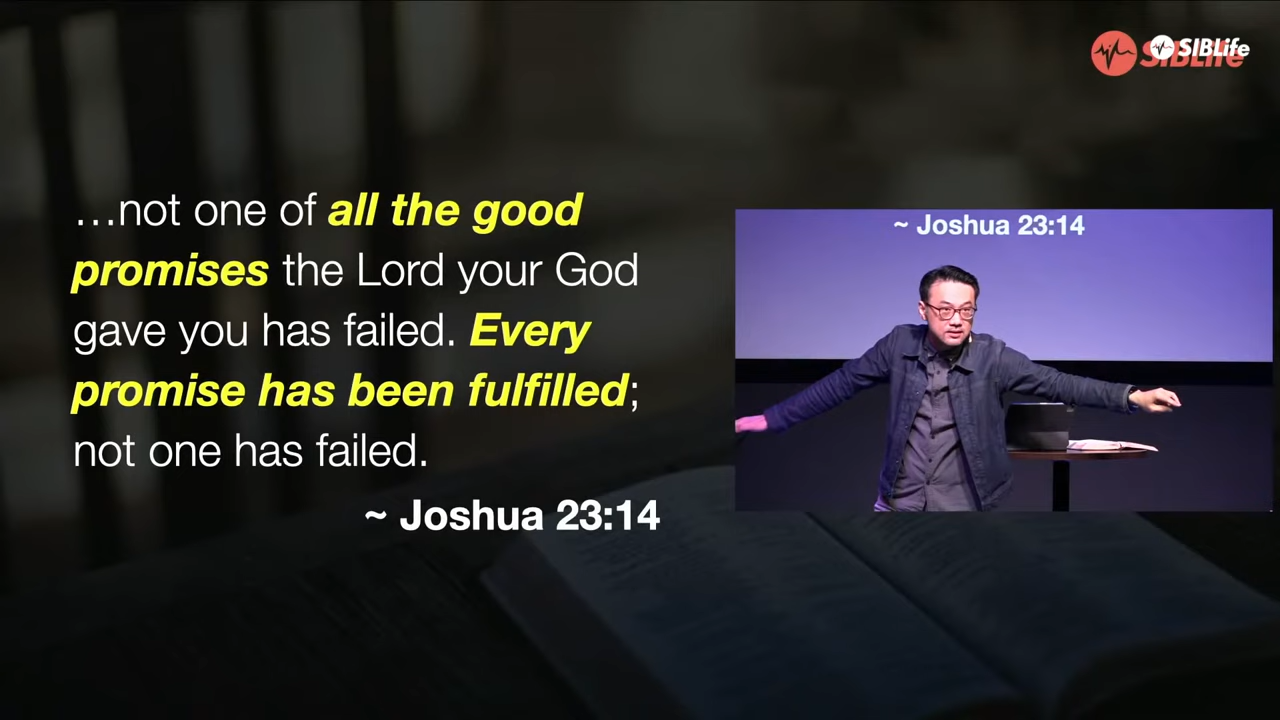 SIBLife
SIBLife
…not one of all the good
promises the Lord your God
gave you has failed. Every
promise has been fulfilled;
not one has failed.
~ Joshua 23:14
~ Joshua 23:14